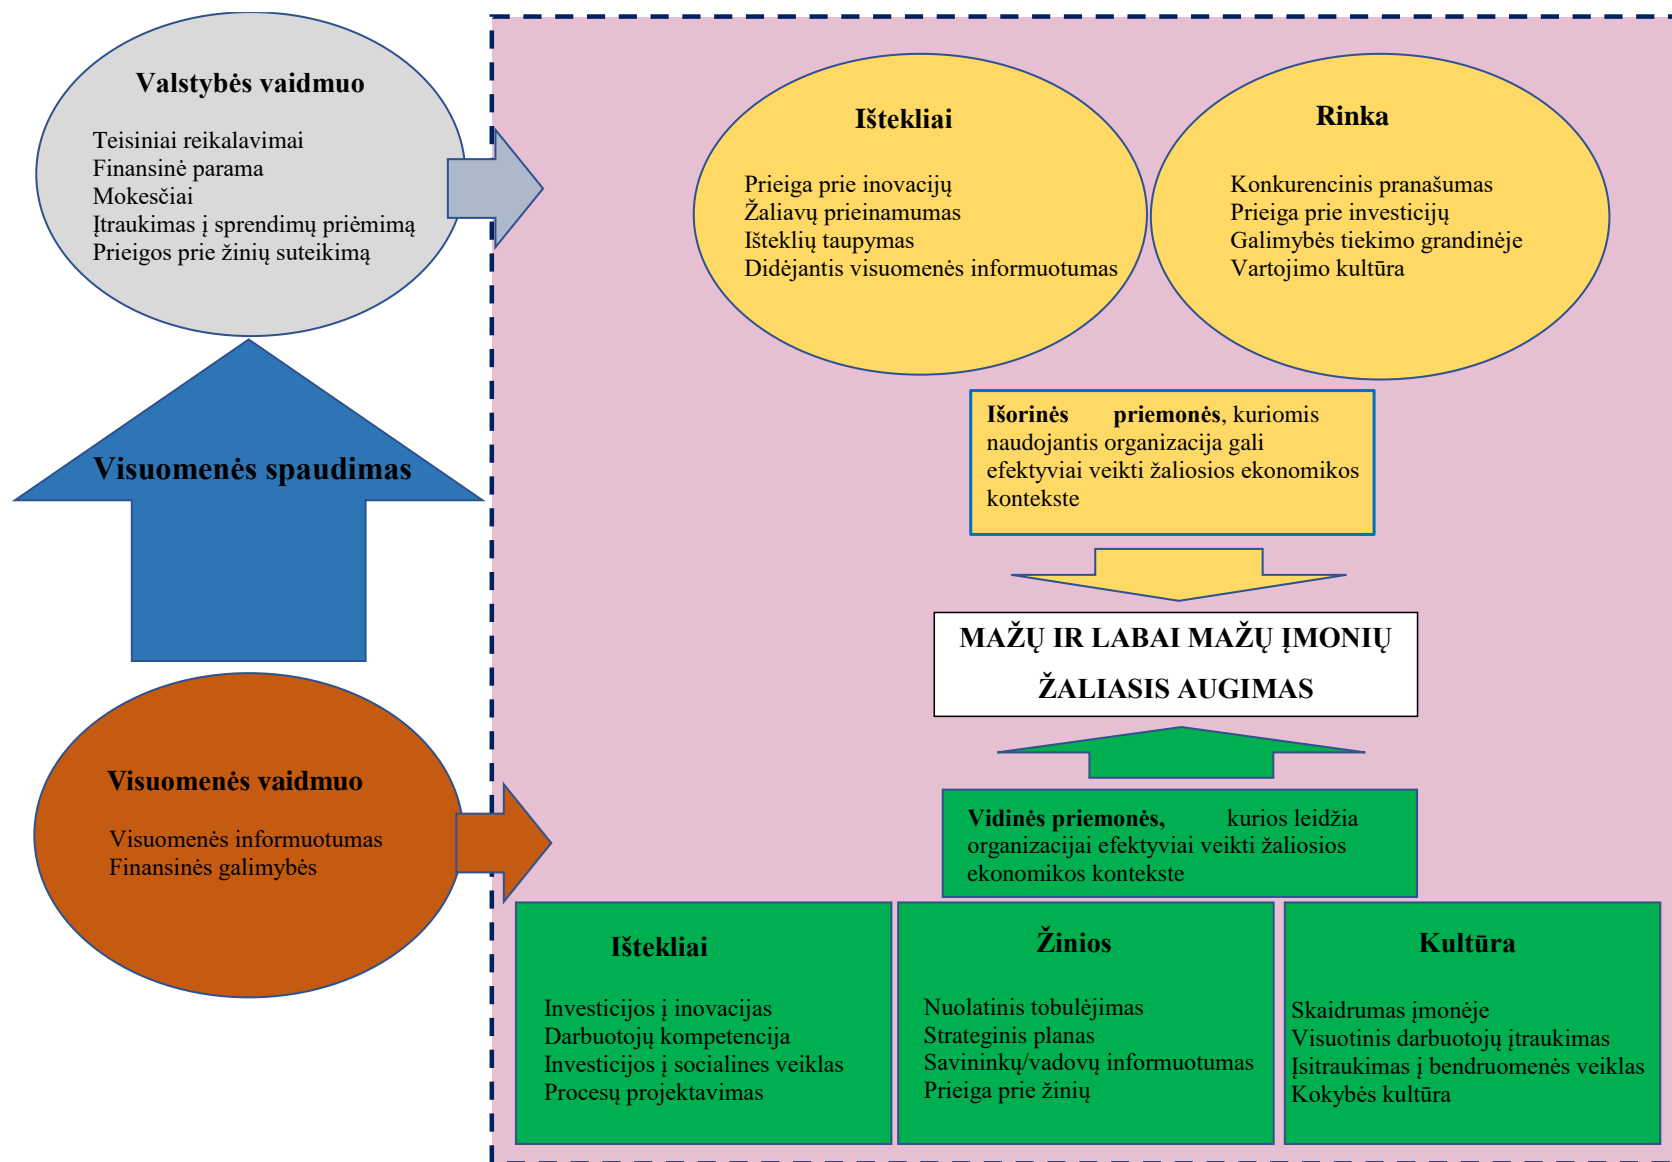 Valstybės vaidmuo
Teisiniai reikalavimai
Finansinė parama
Mokesčiai
Įtraukimas į sprendimų priėmimą
Prieigos prie žinių suteikimą
Ištekliai
Prieiga prie inovacijų
Žaliavų prieinamumas
Išteklių taupymas
Didėjantis visuomenės informuotumas
Rinka
Konkurencinis pranašumas
Prieiga prie investicijų
Galimybės tiekimo grandinėje
Vartojimo kultūra
Išorinės priemonės, kuriomis
naudojantis organizacija gali
efektyviai veikti žaliosios ekonomikos
kontekste
Visuomenės spaudimas
MAŽŲ IR LABAI MAŽŲ ĮMONIŲ
ŽALIASIS AUGIMAS
Visuomenės vaidmuo
Visuomenės informuotumas
Finansinės galimybės
Vidinės priemonės, kurios leidžia
organizacijai efektyviai veikti žaliosios
ekonomikos kontekste
Ištekliai
Investicijos į inovacijas
Darbuotojų kompetencija
Investicijos į socialines veiklas
Procesų projektavimas
Žinios
Nuolatinis tobulėjimas
Strateginis planas
Savininkų/vadovų informuotumas
Prieiga prie žinių
Kultūra
Skaidrumas įmonėje
Visuotinis darbuotojų įtraukimas
Įsitraukimas į bendruomenės veiklas
Kokybės kultūra